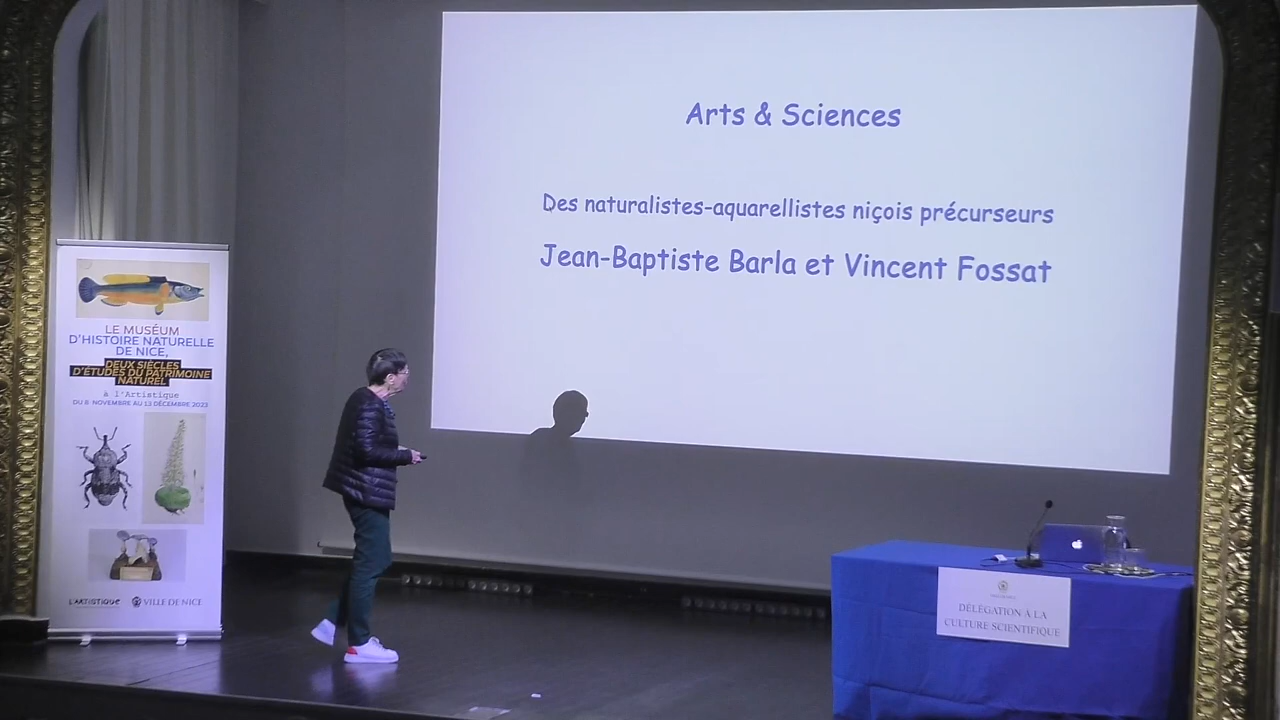 Arts & Sciences
Des naturalistes-aquarellistes niçois précurseurs
Jean-Baptiste Barla et Vincent Fossat
LE MUSÉUM
D'HISTOIRE NATURELLE
DE NICE,
DEUX SIÈCLES
D'ÉTUDES DU PATRIMOINE
NATUREL
à l'Artistique
DU 8 NOVEMBRE AU 13 DÉCEMBRE 2023
L'ARTISTIQUE
VILLE DE NICE
DÉLÉGATION À LA
CULTURE SCIENTIFIQUE